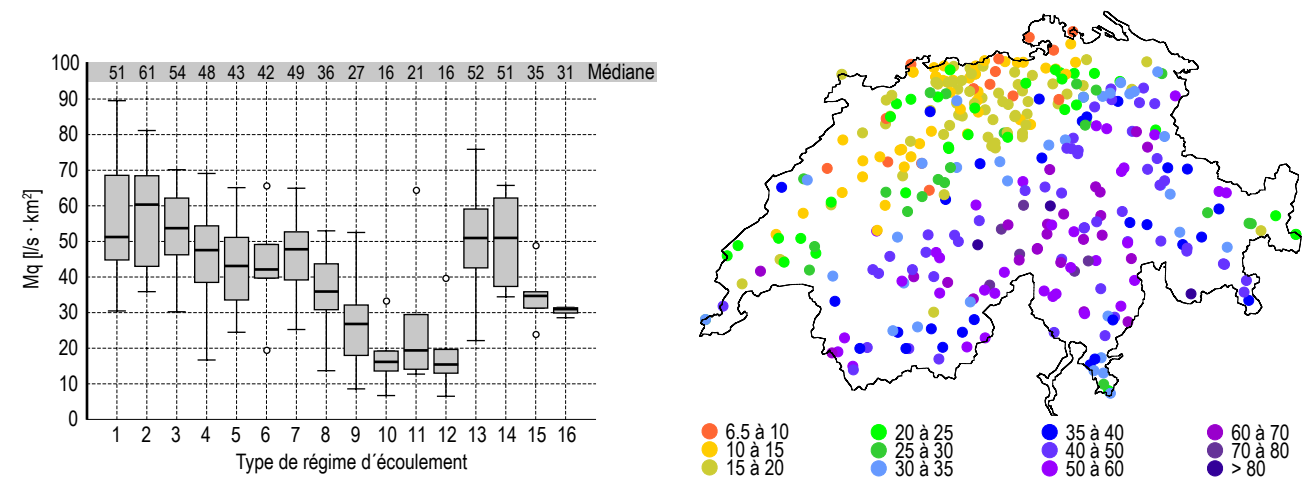 100 51 61 54 48 43 42 49 36 27 16 21 16 52 51 35 31 Médiane
90
80
70
60
50
40
30
20
10
0
Mq [l/s · km²]
1 2 3 4 5 6 7 8 9 10 11 12 13 14 15 16
Type de régime d´écoulement
6.5 à 10 20 à 25 35 à 40 60 à 70
10 à 15 25 à 30 40 à 50 70 à 80
15 à 20 30 à 35 50 à 60 > 80